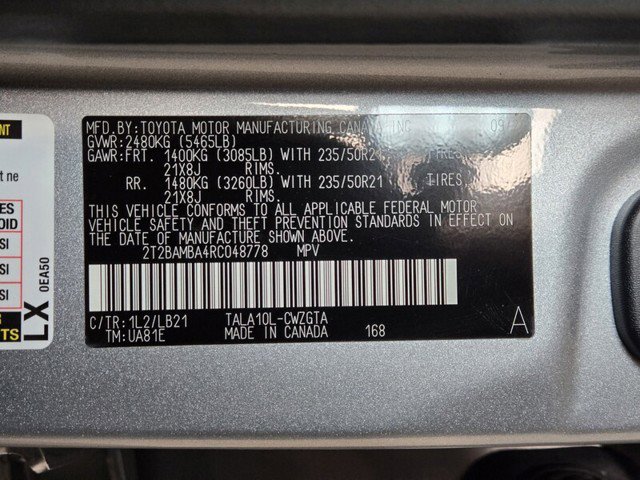 MFD.BY:TOYOTA MOTOR MANUFACTURING CANADA INC
GVWR:2480KG (5465LB)
GAWR:FRT. 1400KG (3085LB) WITH 235/50R21 TIRES
21X8J RIMS.
RR. 1480KG (3260LB) WITH 235/50R21 TIRES
21X8J RIMS.
THIS VEHICLE CONFORMS TO ALL APPLICABLE FEDERAL MOTOR
VEHICLE SAFETY AND THEFT PREVENTION STANDARDS IN EFFECT ON
THE DATE OF MANUFACTURE SHOWN ABOVE.
2T2BAMBA4RC048778 MPV
C/TR:1L2/LB21 TALA10L-CWZGTA
TM:UA81E MADE IN CANADA 168 A
LX 0EA50